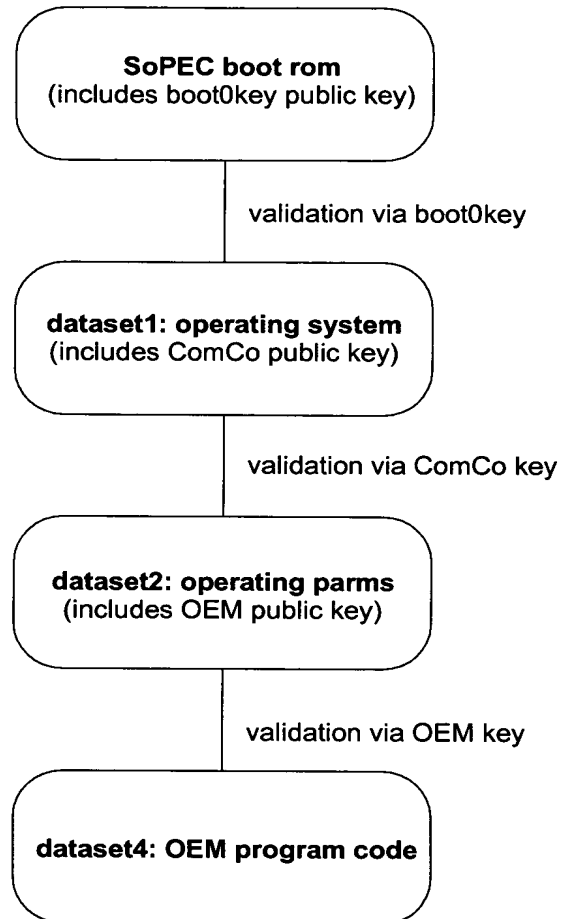 SoPEC boot rom
(includes boot0key public key)
validation via boot0key
dataset1: operating system
(includes ComCo public key)
validation via ComCo key
dataset2: operating parms
(includes OEM public key)
validation via OEM key
dataset4: OEM program code